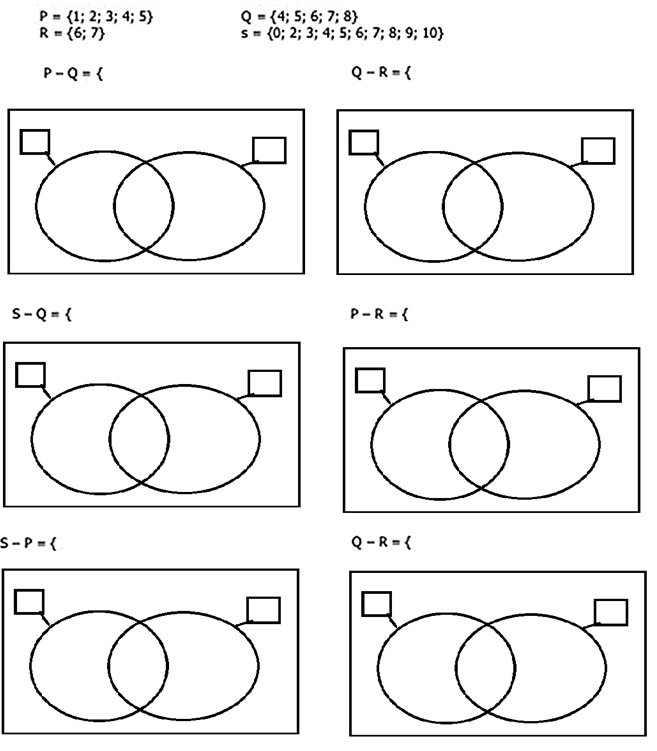 P = {1; 2; 3; 4; 5} Q = {4; 5; 6; 7; 8}
R = {6; 7} s = {0; 2; 3; 4; 5; 6; 7; 8; 9; 10}
P – Q = { Q – R = {
S – Q = { P – R = {
S – P = { Q – R = {